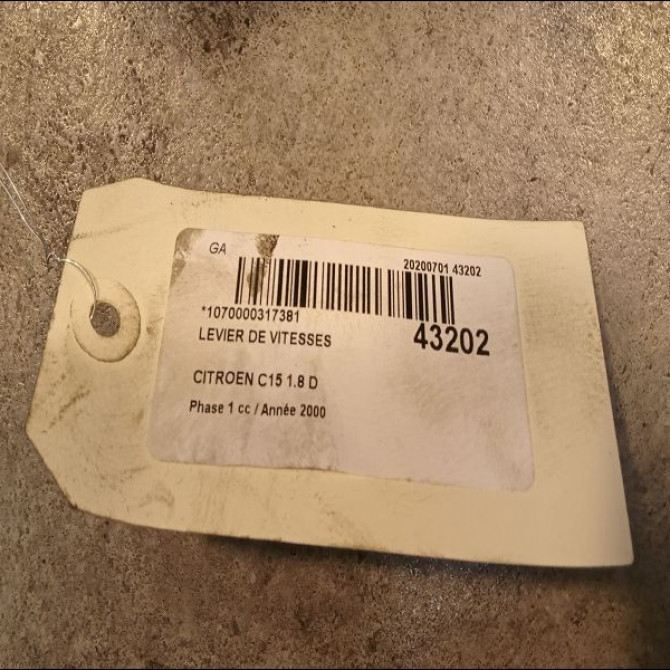 GA
20200701 43202
*1070000317381
LEVIER DE VITESSES
43202
CITROEN C15 1.8 D
Phase 1 cc / Année 2000